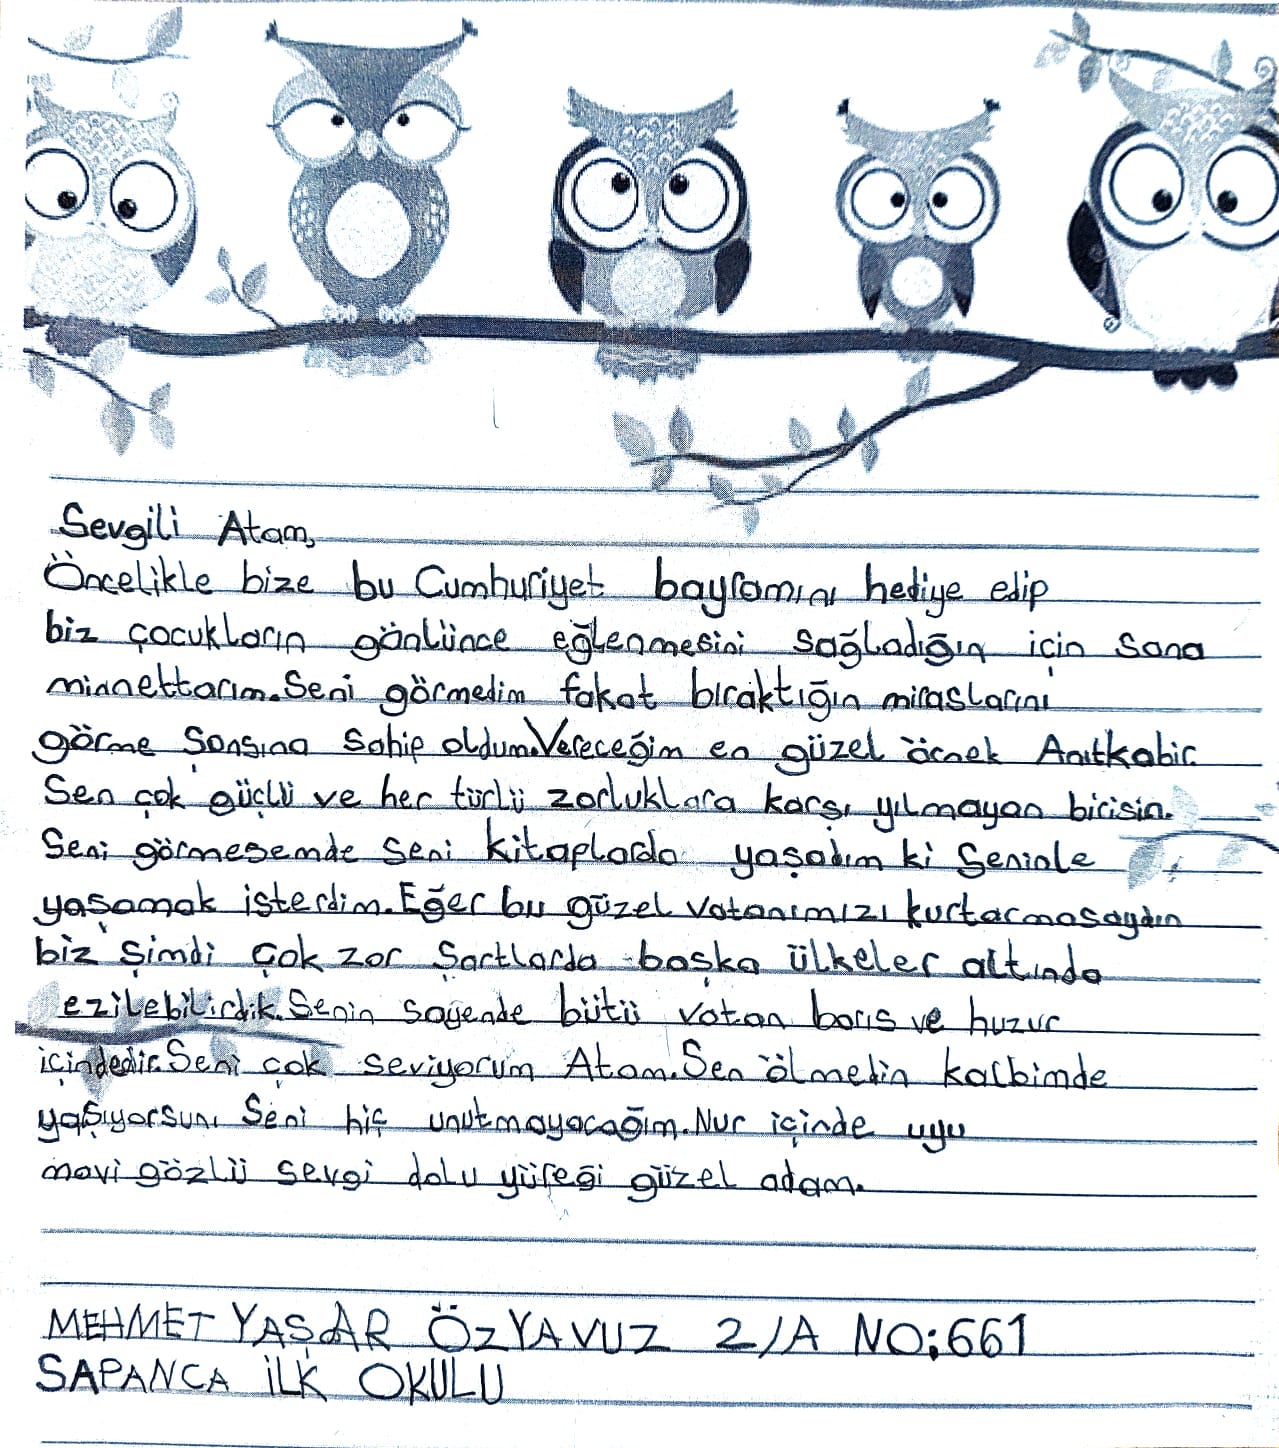 Sevgili Atam,
Öncelikle bize bu Cumhuriyet bayramını hediye edip
biz çocukların gönlünce eğlenmesini sağladığın için sana
minnettarım. Seni görmedim fakat bıraktığın miraslarını
görme şansına sahip oldum. Vereceğim en güzel örnek Anıtkabir.
Sen çok güçlü ve her türlü zorluklara karşı yılmayan birisin.
Seni görmesemde seni kitaplarda yaşadım ki seninle
yaşamak isterdim. Eğer bu güzel vatanımızı kurtarmasaydın
biz şimdi çok zor şartlarda başka ülkeler altında
ezilebilirdik. Senin sayende bütü vatan barıs ve huzur
içindedir. Seni çok seviyorum Atam. Sen ölmedin kalbimde
yaşıyorsun. Seni hiç unutmayacağım. Nur içinde uyu
mavi gözlü sevgi dolu yüreği güzel adam.
MEHMET YAŞAR ÖZYAVUZ 2/A NO:661
SAPANCA İLK OKULU